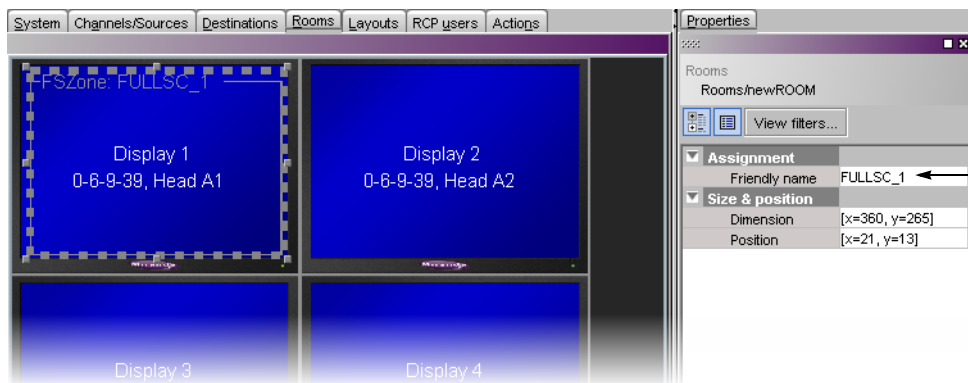 System Channels/Sources Destinations Rooms Layouts RCP users Actions
FSZone: FULLSC_1
Display 1
0-6-9-39, Head A1
Display 2
0-6-9-39, Head A2
Display 3
Display 4
Properties
Rooms
Rooms/newROOM
View filters...
Assignment
Friendly name FULLSC_1
Size & position
Dimension [x=360, y=265]
Position [x=21, y=13]